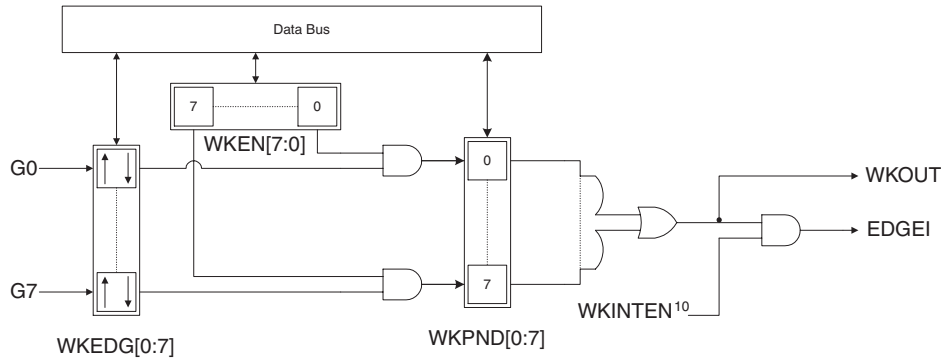 Data Bus
7 0
WKEN[7:0]
G0
0
WKOUT
EDGEI
G7
7
WKINTEN10
WKEDG[0:7]
WKPND[0:7]